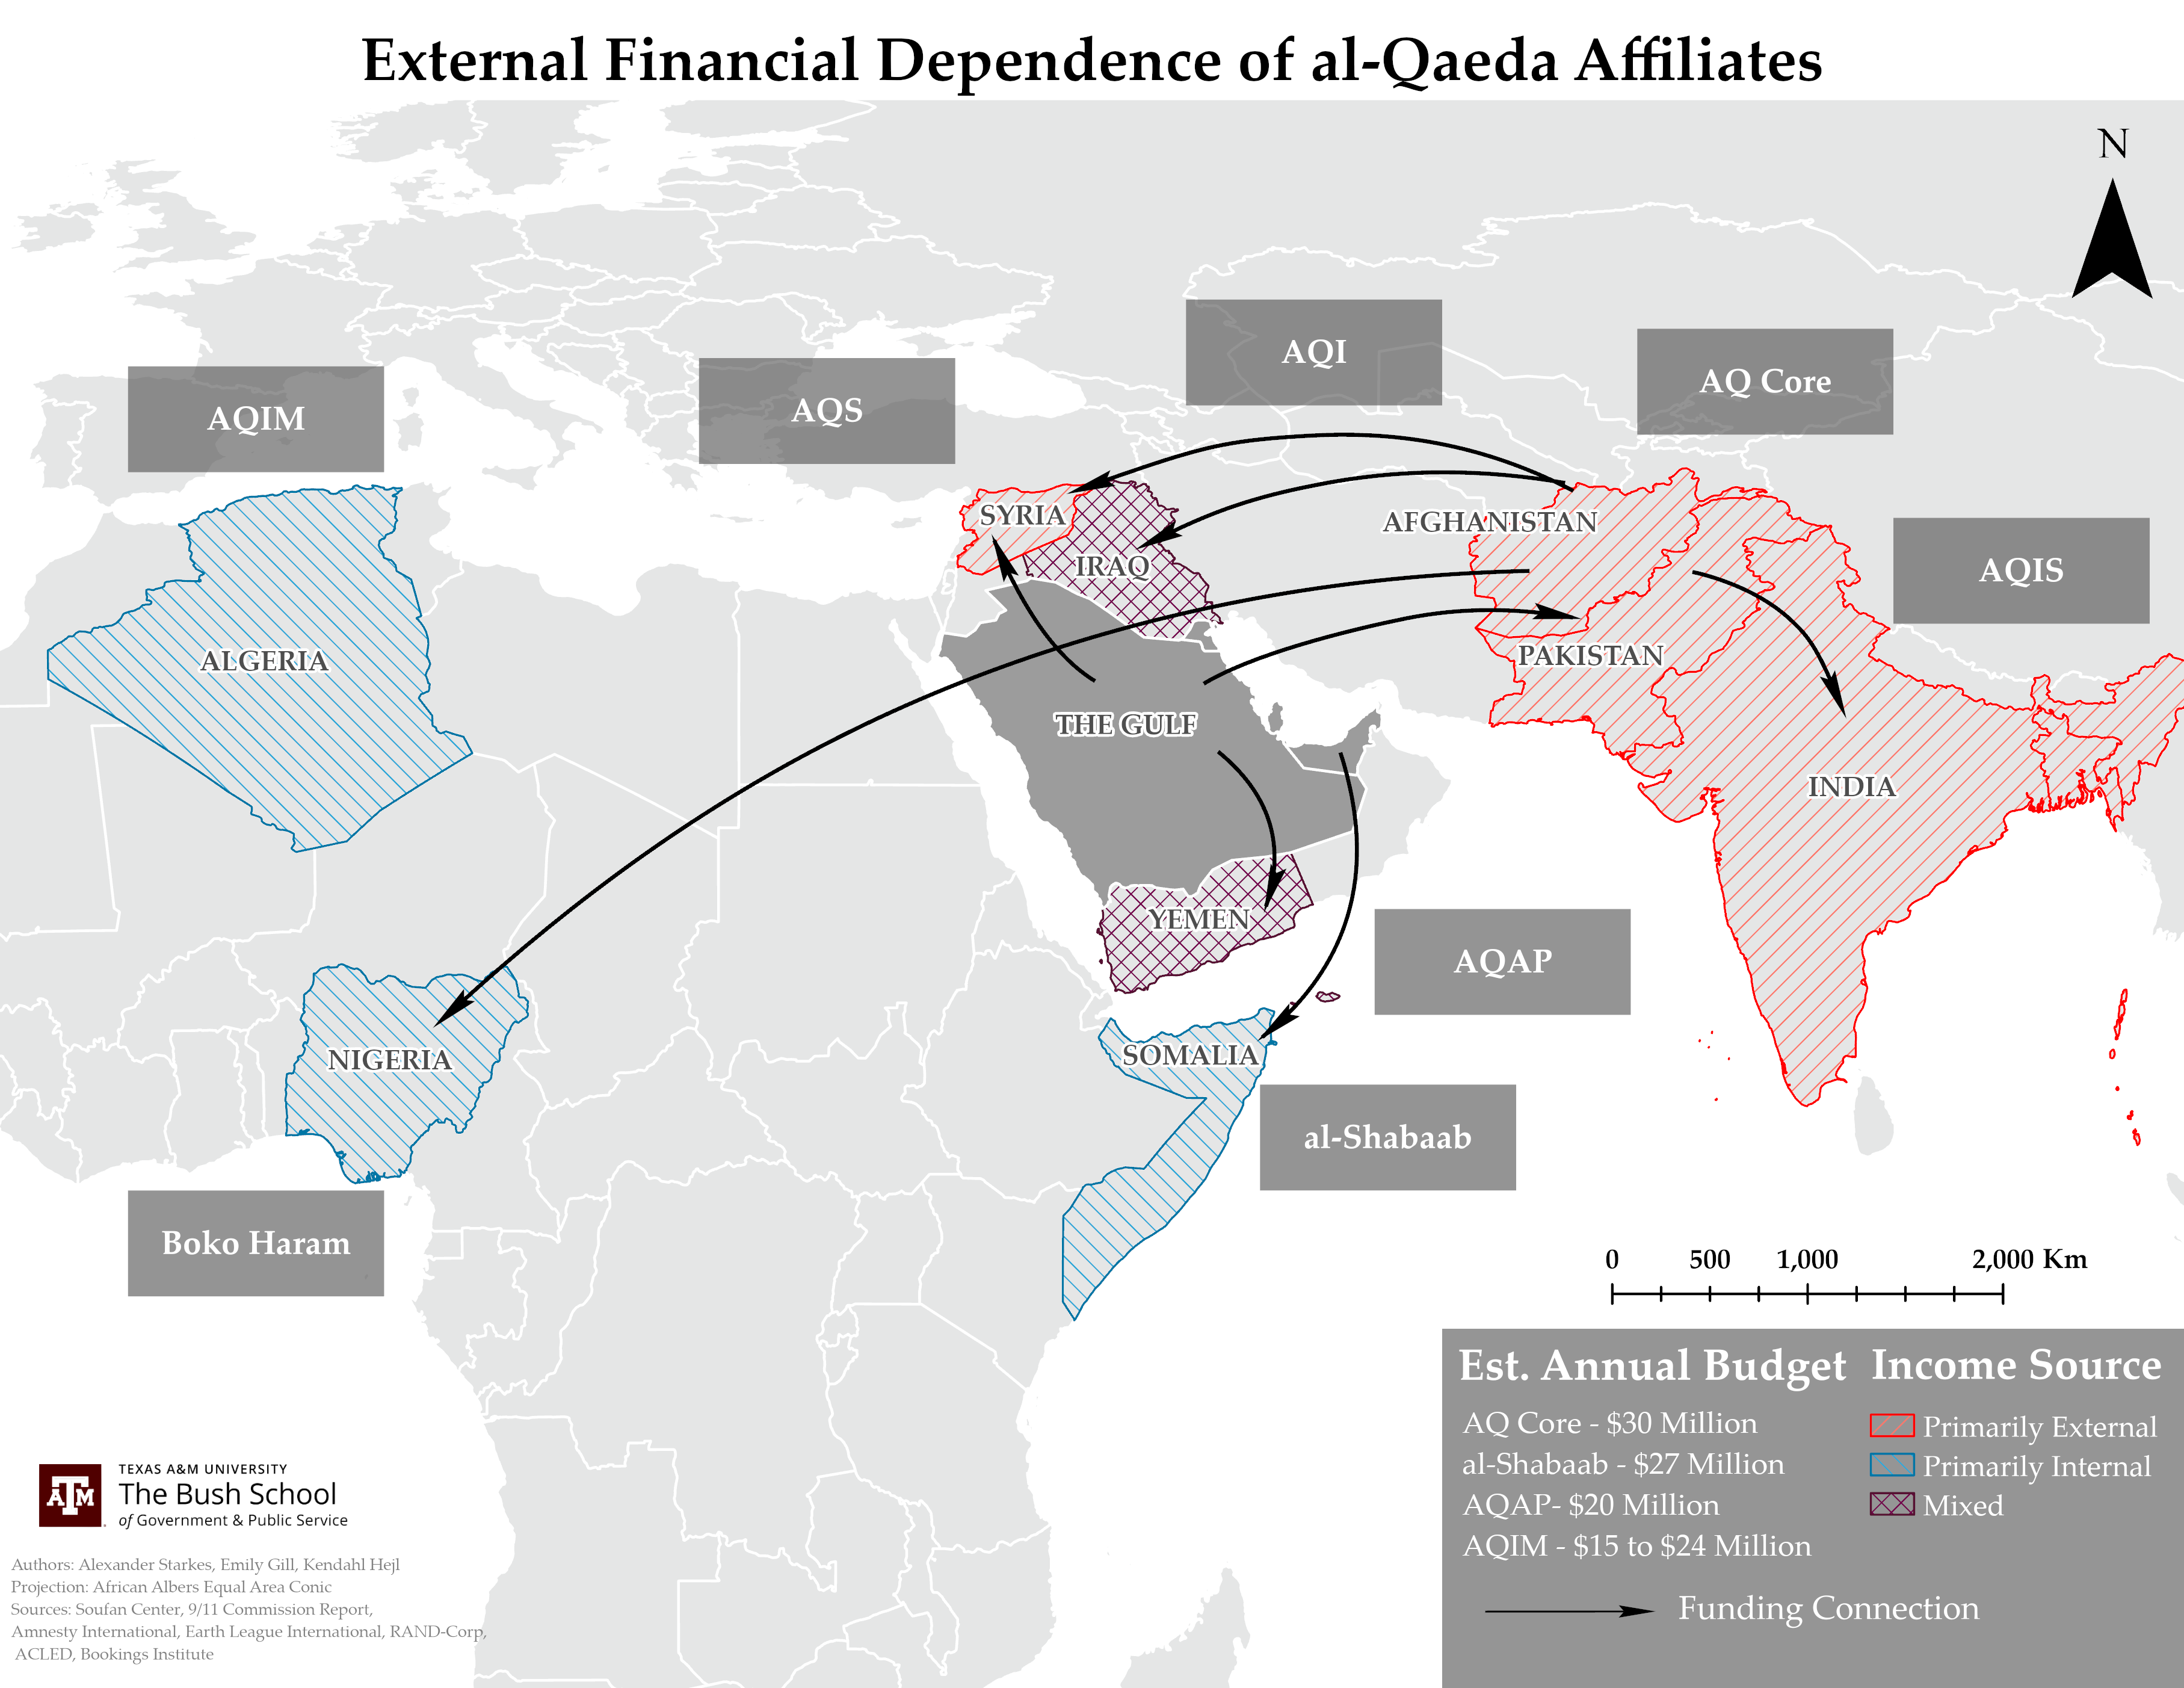 External Financial Dependence of al-Qaeda Affiliates
N
AQI
AQ Core
AQS
AQIM
SYRIA
AFGHANISTAN
IRAQ
AQIS
PAKISTAN
ALGERIA
THE GULF
INDIA
YEMEN
AQAP
SOMALIA
NIGERIA
al-Shabaab
Boko Haram
0 500 1,000 2,000 Km
Est. Annual Budget
AQ Core - $30 Million
al-Shabaab - $27 Million
AQAP- $20 Million
AQIM - $15 to $24 Million
Income Source
Primarily External
Primarily Internal
Mixed
Funding Connection
ATM
TEXAS A&M UNIVERSITY
The Bush School
of Government & Public Service
Authors: Alexander Starkes, Emily Gill, Kendahl Hejl
Projection: African Albers Equal Area Conic
Sources: Soufan Center, 9/11 Commission Report,
Amnesty International, Earth League International, RAND-Corp,
ACLED, Bookings Institute